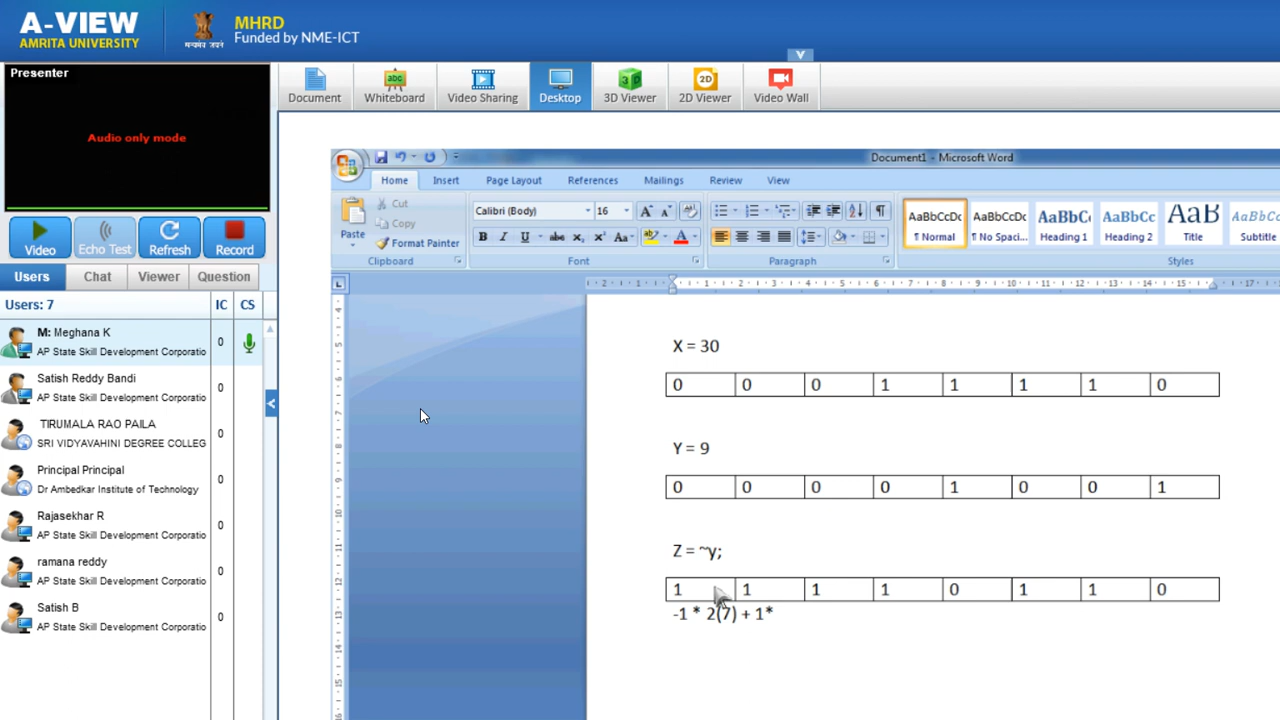 A-VIEW
AMRITA UNIVERSITY
सत्यमेव जयते
MHRD
Funded by NME-ICT
Presenter
Audio only mode
Document
Whiteboard
Video Sharing
Desktop
3D Viewer
2D Viewer
Video Wall
Video
Echo Test
Refresh
Record
Users
Chat
Viewer
Question
Users: 7 IC CS
M: Meghana K
AP State Skill Development Corporatio
0
Satish Reddy Bandi
AP State Skill Development Corporatio
0
TIRUMALA RAO PAILA
SRI VIDYAVAHINI DEGREE COLLEG
0
Principal Principal
Dr Ambedkar Institute of Technology
0
Rajasekhar R
AP State Skill Development Corporatio
0
ramana reddy
AP State Skill Development Corporatio
0
Satish B
AP State Skill Development Corporatio
0
Document1 - Microsoft Word
Home Insert Page Layout References Mailings Review View
Paste
Cut
Copy
Format Painter
Clipboard
Calibri (Body) 16
Font
Paragraph
AaBbCcDc
¶ Normal
AaBbCcDc
¶ No Spaci...
AaBbC
Heading 1
AaBbCc
Heading 2
AaB
Title
AaBbCc
Subtitle
Styles
X = 30
0 0 0 1 1 1 1 0
Y = 9
0 0 0 0 1 0 0 1
Z = ~y;
1 1 1 1 0 1 1 0
-1 * 2(7) + 1*